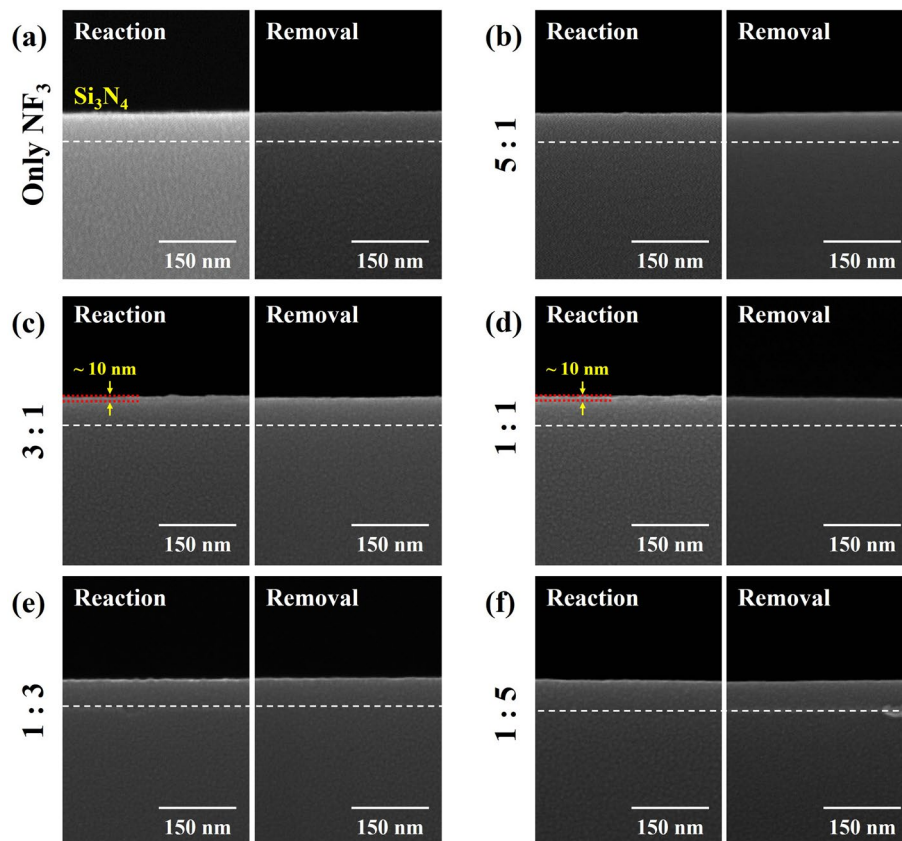 (a)
Reaction
Removal
Si₃N₄
Only NF₃
150 nm
150 nm
(b)
Reaction
Removal
5 : 1
150 nm
150 nm
(c)
Reaction
Removal
~ 10 nm
3 : 1
150 nm
150 nm
(d)
Reaction
Removal
~ 10 nm
1 : 1
150 nm
150 nm
(e)
Reaction
Removal
1 : 3
150 nm
150 nm
(f)
Reaction
Removal
1 : 5
150 nm
150 nm